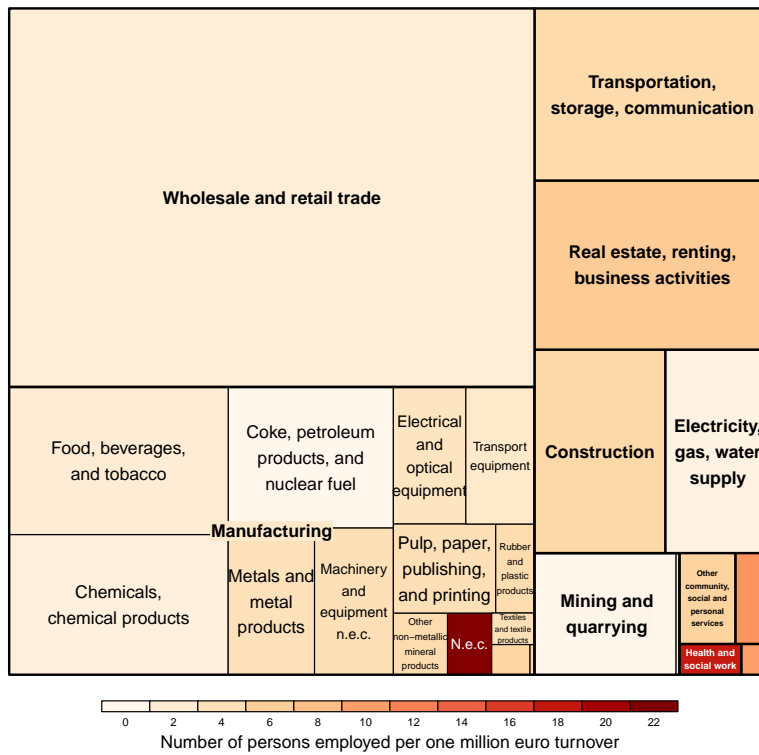 Wholesale and retail trade
Transportation,
storage, communication
Real estate, renting,
business activities
Construction
Electricity,
gas, water
supply
Mining and
quarrying
Other
community,
social and
personal
services
Health and
social work
Food, beverages,
and tobacco
Coke, petroleum
products, and
nuclear fuel
Electrical
and
optical
equipment
Transport
equipment
Manufacturing
Chemicals,
chemical products
Metals and
metal
products
Machinery
and
equipment
n.e.c.
Pulp, paper,
publishing,
and printing
Rubber
and
plastic
products
Other
non−metallic
mineral
products
N.e.c.
Textiles
and textile
products
0 2 4 6 8 10 12 14 16 18 20 22
Number of persons employed per one million euro turnover